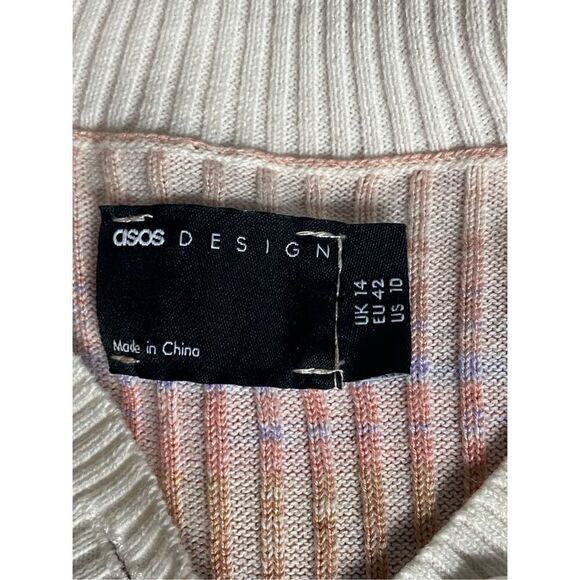 asos DESIGN
Made in China
UK 14
EU 42
US 10